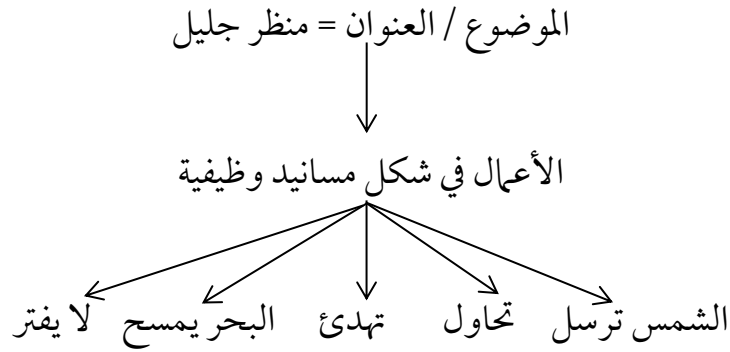 الموضوع / العنوان = منظر جليل
الأعمال في شكل مسانيد وظيفية
الشمس ترسل تحاول تهدئ البحر يمسح لا يفتر